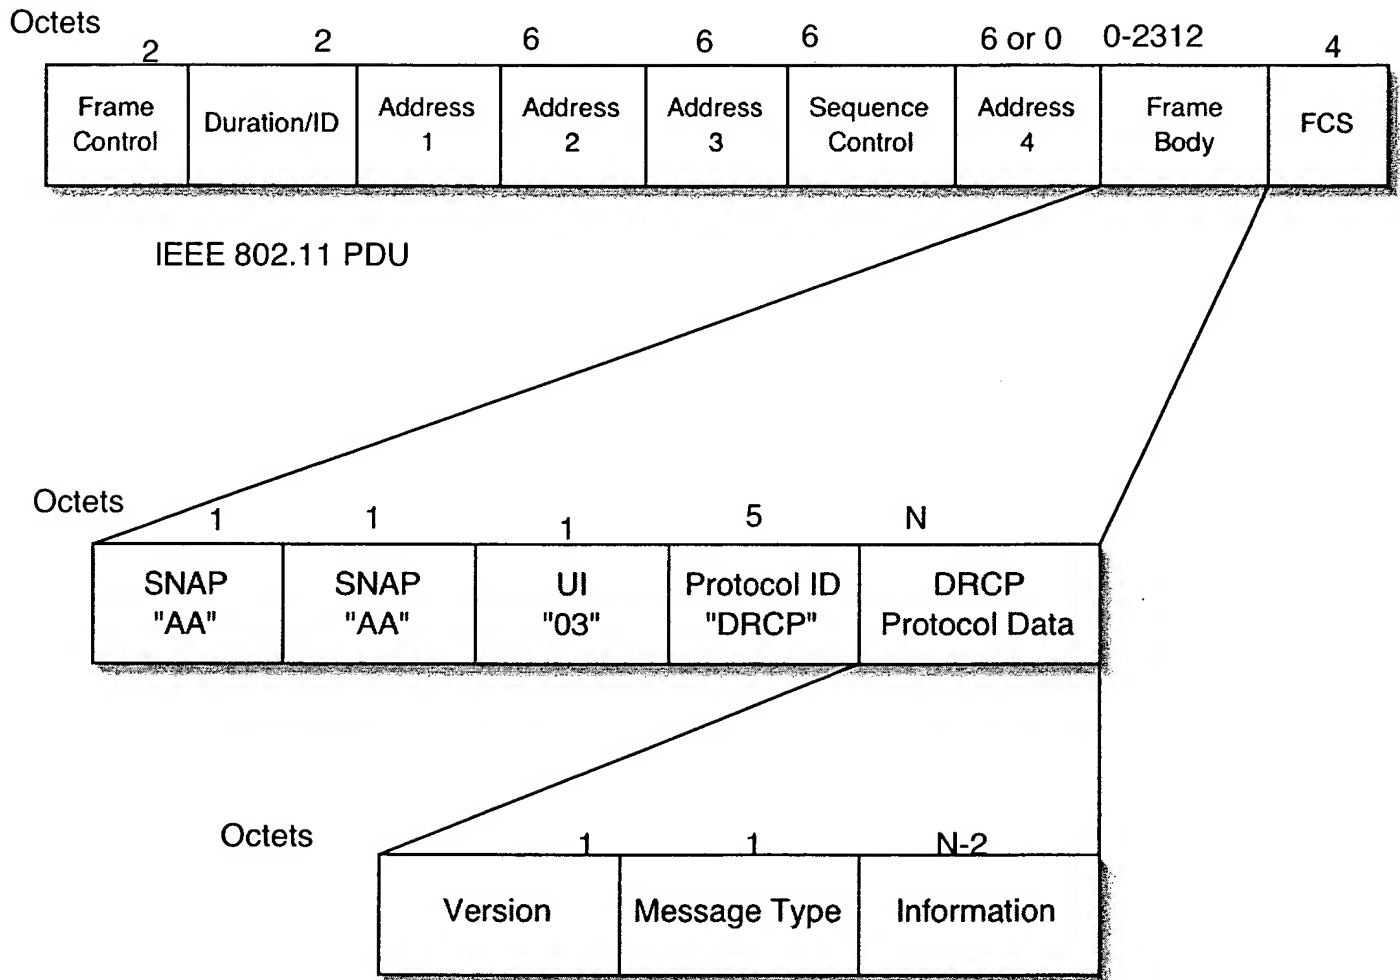 Octets
2 2 6 6 6 6 or 0 0-2312 4
Frame Control
Duration/ID
Address 1
Address 2
Address 3
Sequence Control
Address 4
Frame Body
FCS
IEEE 802.11 PDU
Octets
1 1 1 5 N
SNAP "AA"
SNAP "AA"
UI "03"
Protocol ID "DRCP"
DRCP Protocol Data
Octets
1 1 N-2
Version
Message Type
Information